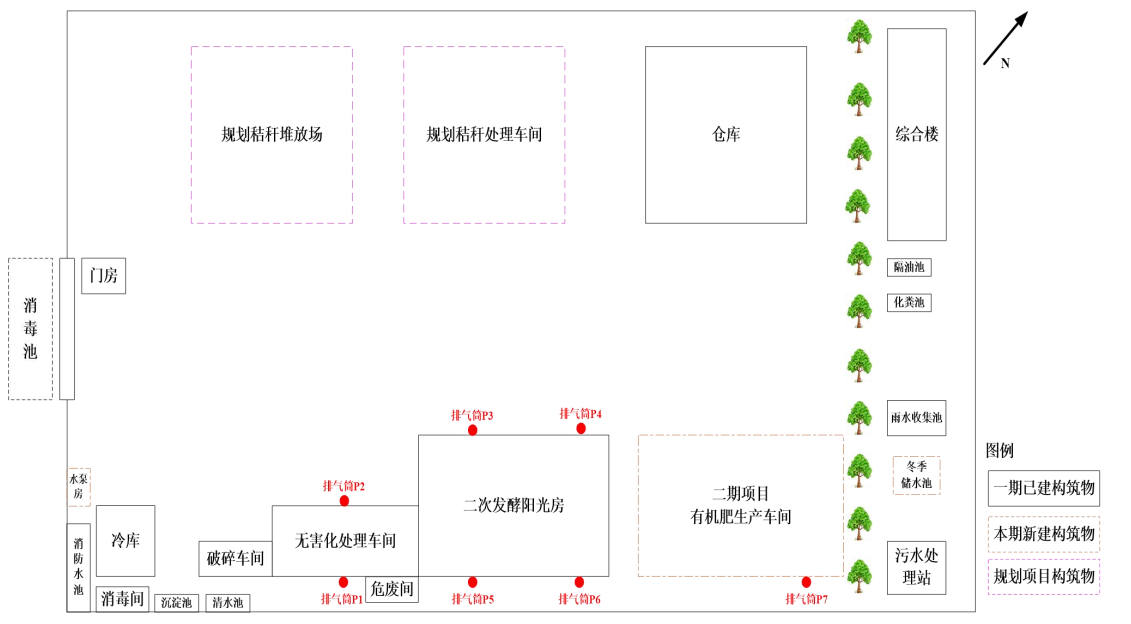 N
规划秸秆堆放场
规划秸秆处理车间
仓库
综合楼
隔油池
门房
化粪池
消
毒
池
排气筒P3
排气筒P4
雨水收集池
图例
水泵
房
冬季
储水池
排气筒P2
一期已建构筑物
二次发酵阳光房
二期项目
有机肥生产车间
本期新建构筑物
消
防
水
池
冷库
破碎车间
无害化处理车间
污水处
理站
规划项目构筑物
危废间
消毒间
沉淀池
清水池
排气筒P1
排气筒P5
排气筒P6
排气筒P7